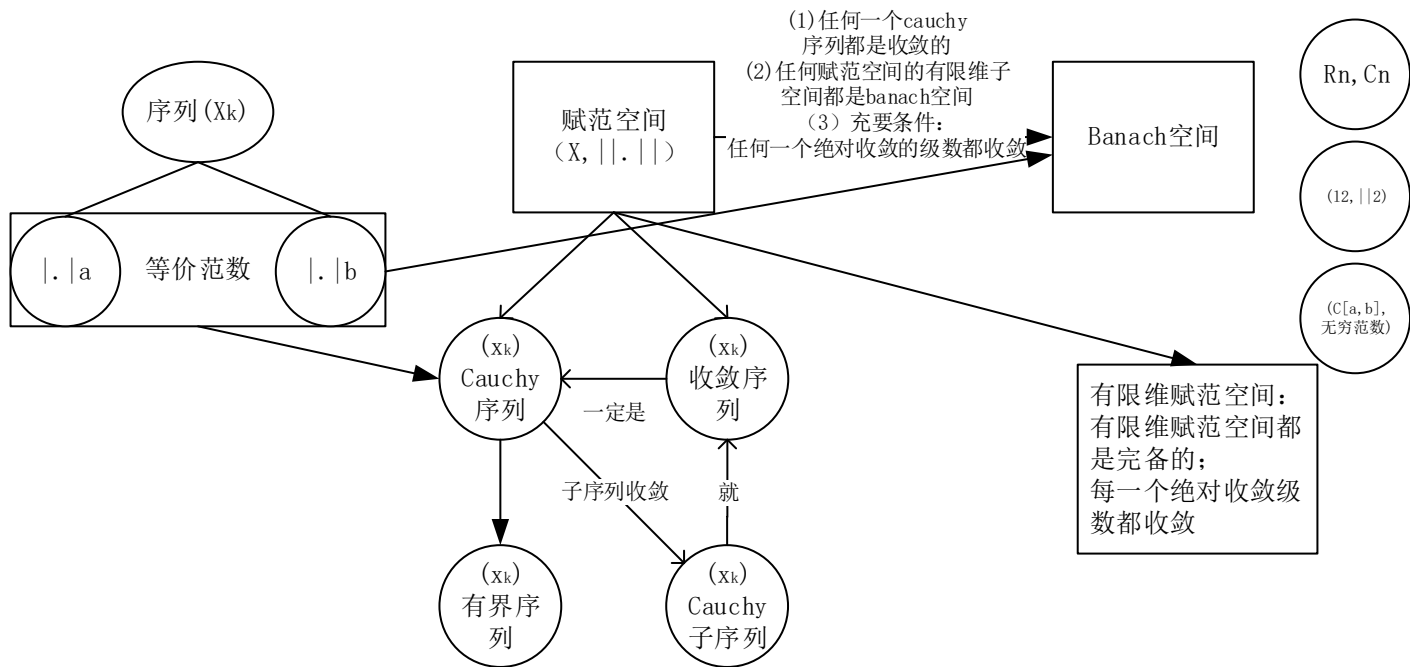 (1)任何一个cauchy
序列都是收敛的
(2)任何赋范空间的有限维子
空间都是banach空间
（3）充要条件：
任何一个绝对收敛的级数都收敛
序列(Xk)
赋范空间
（X,||.||）
Banach空间
Rn,Cn
(12,||2)
(C[a,b],
无穷范数)
|.|a
等价范数
|.|b
(xk)
Cauchy
序列
(xk)
收敛序
列
一定是
子序列收敛
就
(xk)
有界序
列
(xk)
Cauchy
子序列
有限维赋范空间：
有限维赋范空间都
是完备的；
每一个绝对收敛级
数都收敛